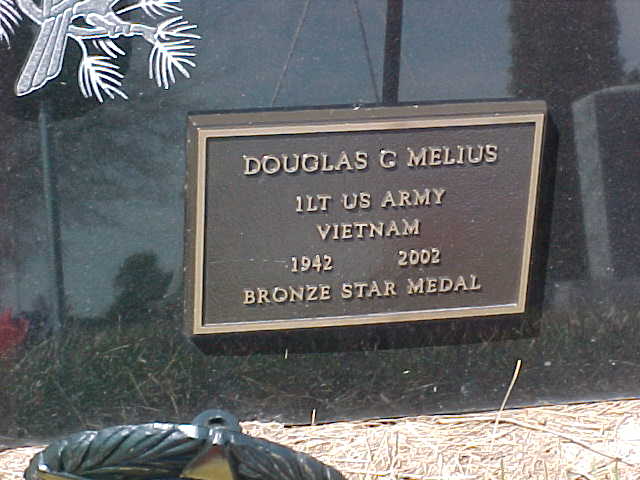 DOUGLAS G MELIUS
1LT US ARMY
VIETNAM
1942 2002
BRONZE STAR MEDAL